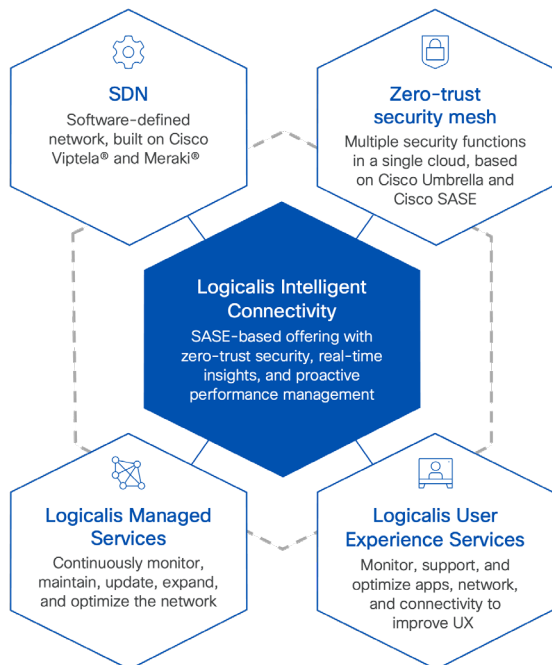 SDN
Software-defined
network, built on Cisco
Viptela® and Meraki®
Zero-trust
security mesh
Multiple security functions
in a single cloud, based
on Cisco Umbrella and
Cisco SASE
Logicalis Intelligent
Connectivity
SASE-based offering with
zero-trust security, real-time
insights, and proactive
performance management
Logicalis Managed
Services
Continuously monitor,
maintain, update, expand,
and optimize the network
Logicalis User
Experience Services
Monitor, support, and
optimize apps, network,
and connectivity to
improve UX